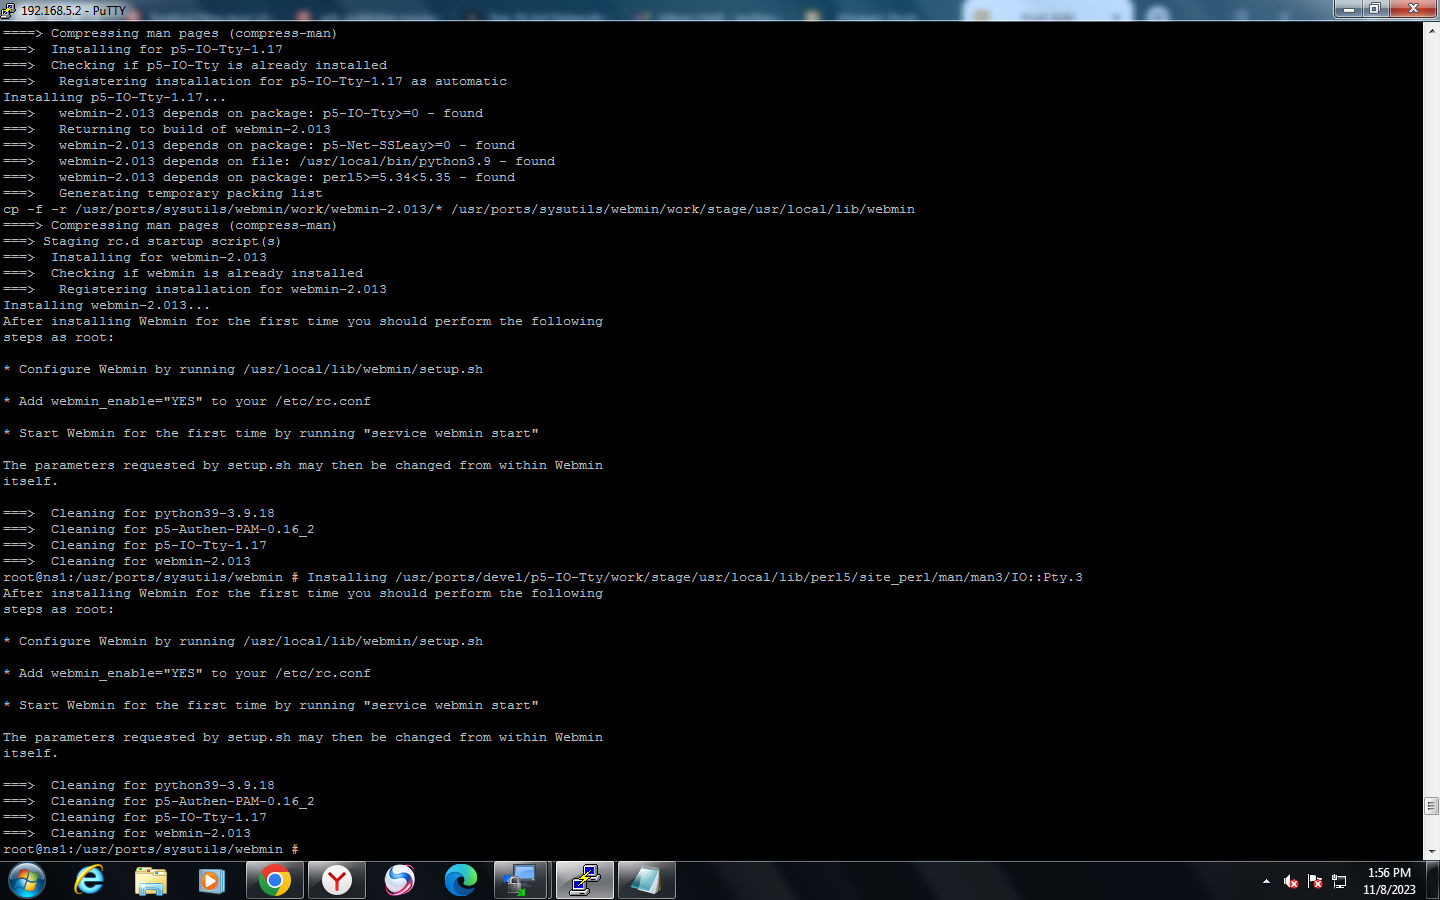 192.168.5.2 - PuTTY
====> Compressing man pages (compress-man)
===>  Installing for p5-IO-Tty-1.17
===>  Checking if p5-IO-Tty is already installed
===>   Registering installation for p5-IO-Tty-1.17 as automatic
Installing p5-IO-Tty-1.17...
===>   webmin-2.013 depends on package: p5-IO-Tty>=0 - found
===>   Returning to build of webmin-2.013
===>   webmin-2.013 depends on package: p5-Net-SSLeay>=0 - found
===>   webmin-2.013 depends on file: /usr/local/bin/python3.9 - found
===>   webmin-2.013 depends on package: perl5>=5.34<5.35 - found
===>   Generating temporary packing list
cp -f -r /usr/ports/sysutils/webmin/work/webmin-2.013/* /usr/ports/sysutils/webmin/work/stage/usr/local/lib/webmin
====> Compressing man pages (compress-man)
===> Staging rc.d startup script(s)
===>  Installing for webmin-2.013
===>  Checking if webmin is already installed
===>   Registering installation for webmin-2.013
Installing webmin-2.013...
After installing Webmin for the first time you should perform the following
steps as root:
* Configure Webmin by running /usr/local/lib/webmin/setup.sh
* Add webmin_enable="YES" to your /etc/rc.conf
* Start Webmin for the first time by running "service webmin start"
The parameters requested by setup.sh may then be changed from within Webmin
itself.
===>  Cleaning for python39-3.9.18
===>  Cleaning for p5-Authen-PAM-0.16_2
===>  Cleaning for p5-IO-Tty-1.17
===>  Cleaning for webmin-2.013
root@ns1:/usr/ports/sysutils/webmin # Installing /usr/ports/devel/p5-IO-Tty/work/stage/usr/local/lib/perl5/site_perl/man/man3/IO::Pty.3
After installing Webmin for the first time you should perform the following
steps as root:
* Configure Webmin by running /usr/local/lib/webmin/setup.sh
* Add webmin_enable="YES" to your /etc/rc.conf
* Start Webmin for the first time by running "service webmin start"
The parameters requested by setup.sh may then be changed from within Webmin
itself.
===>  Cleaning for python39-3.9.18
===>  Cleaning for p5-Authen-PAM-0.16_2
===>  Cleaning for p5-IO-Tty-1.17
===>  Cleaning for webmin-2.013
root@ns1:/usr/ports/sysutils/webmin #
1:56 PM
11/8/2023